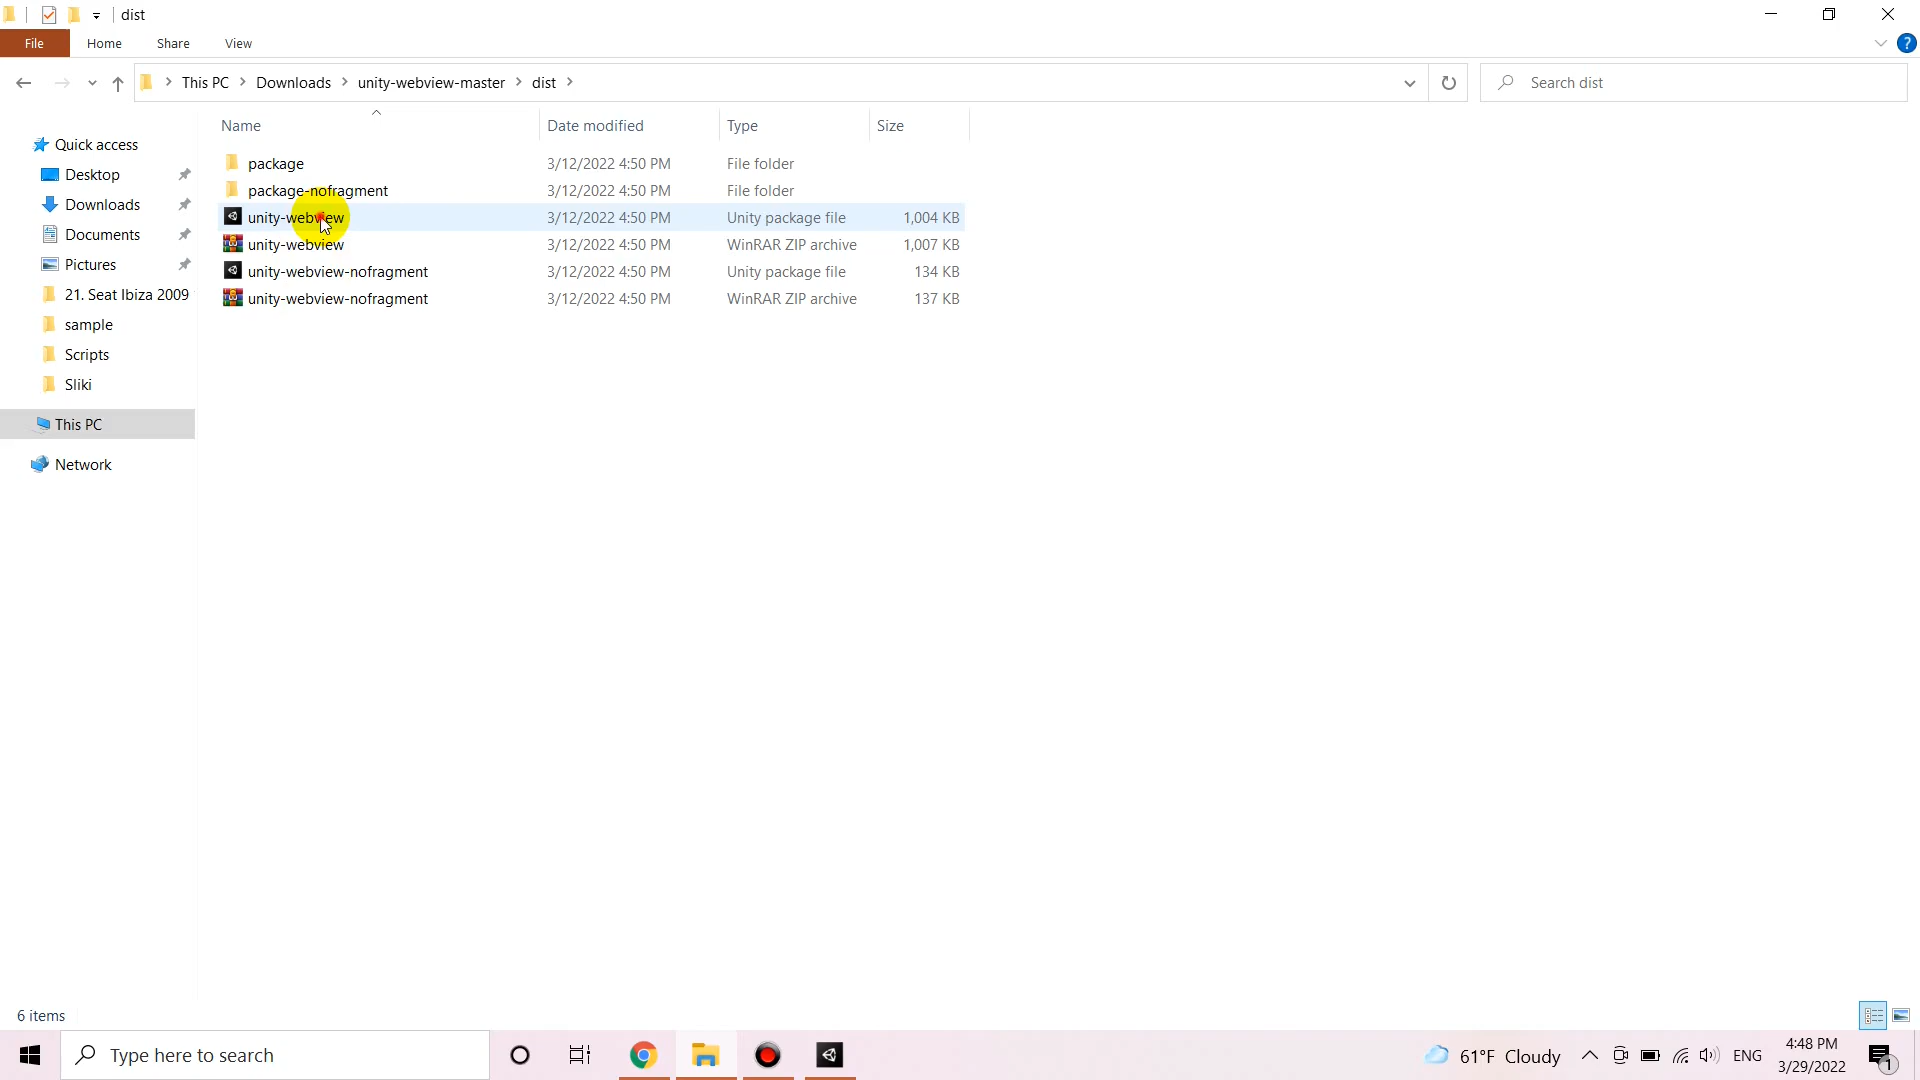 dist
File Home Share View
This PC Downloads unity-webview-master dist
Search dist
Name Date modified Type Size
Quick access
Desktop
Downloads
Documents
Pictures
21. Seat Ibiza 2009
sample
Scripts
Sliki
This PC
Network
package 3/12/2022 4:50 PM File folder
package-nofragment 3/12/2022 4:50 PM File folder
unity-webview 3/12/2022 4:50 PM Unity package file 1,004 KB
unity-webview 3/12/2022 4:50 PM WinRAR ZIP archive 1,007 KB
unity-webview-nofragment 3/12/2022 4:50 PM Unity package file 134 KB
unity-webview-nofragment 3/12/2022 4:50 PM WinRAR ZIP archive 137 KB
6 items
Type here to search
61°F Cloudy
ENG
4:48 PM
3/29/2022
1